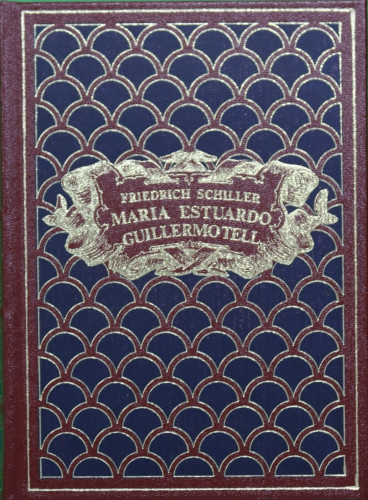 FRIEDRICH SCHILLER
MARIA ESTUARDO
GUILLERMO TELL